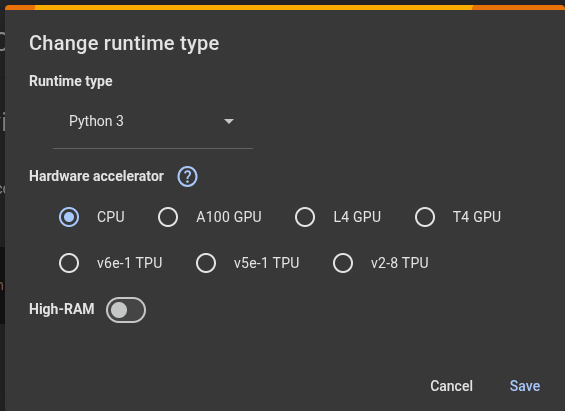 Change runtime type
Runtime type
Python 3
Hardware accelerator ?
CPU A100 GPU L4 GPU T4 GPU
v6e-1 TPU v5e-1 TPU v2-8 TPU
High-RAM
Cancel Save